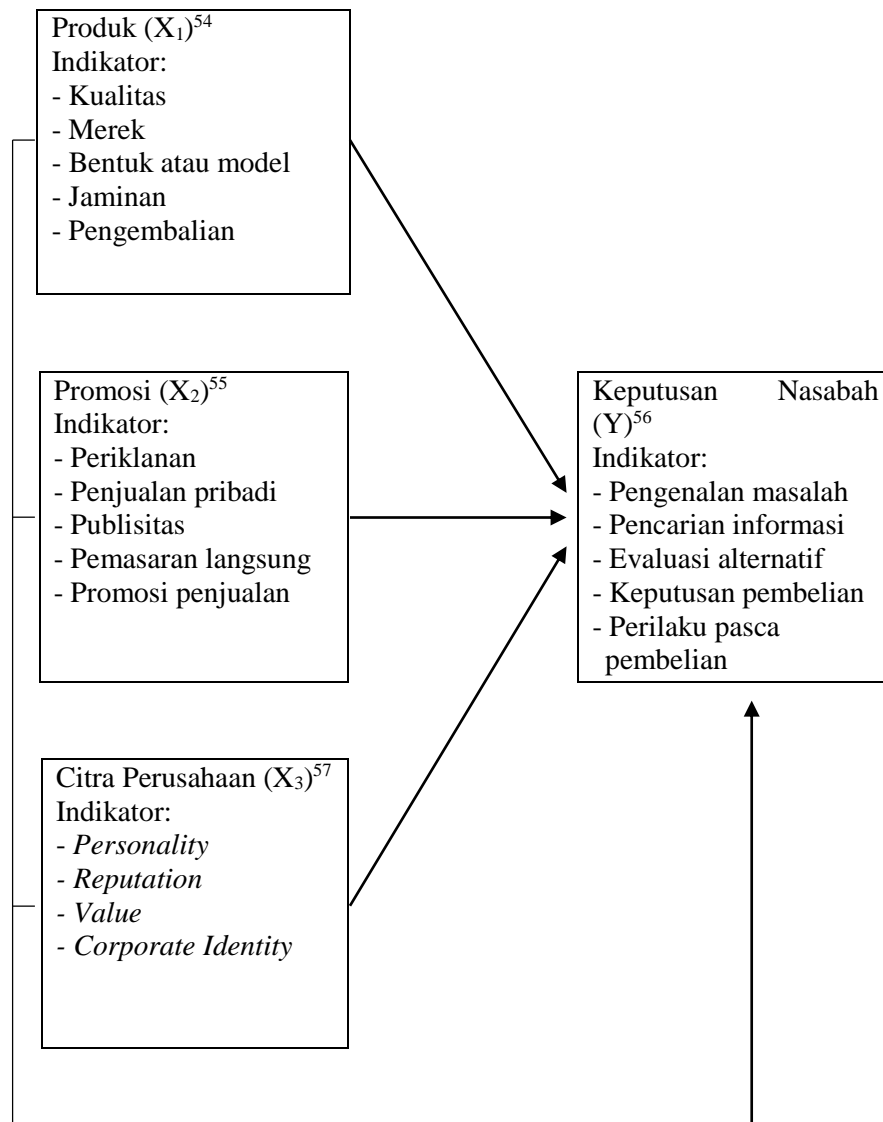 Produk (X₁)⁵⁴
Indikator:
- Kualitas
- Merek
- Bentuk atau model
- Jaminan
- Pengembalian
Promosi (X₂)⁵⁵
Indikator:
- Periklanan
- Penjualan pribadi
- Publisitas
- Pemasaran langsung
- Promosi penjualan
Keputusan Nasabah
(Y)⁵⁶
Indikator:
- Pengenalan masalah
- Pencarian informasi
- Evaluasi alternatif
- Keputusan pembelian
- Perilaku pasca
pembelian
Citra Perusahaan (X₃)⁵⁷
Indikator:
- Personality
- Reputation
- Value
- Corporate Identity